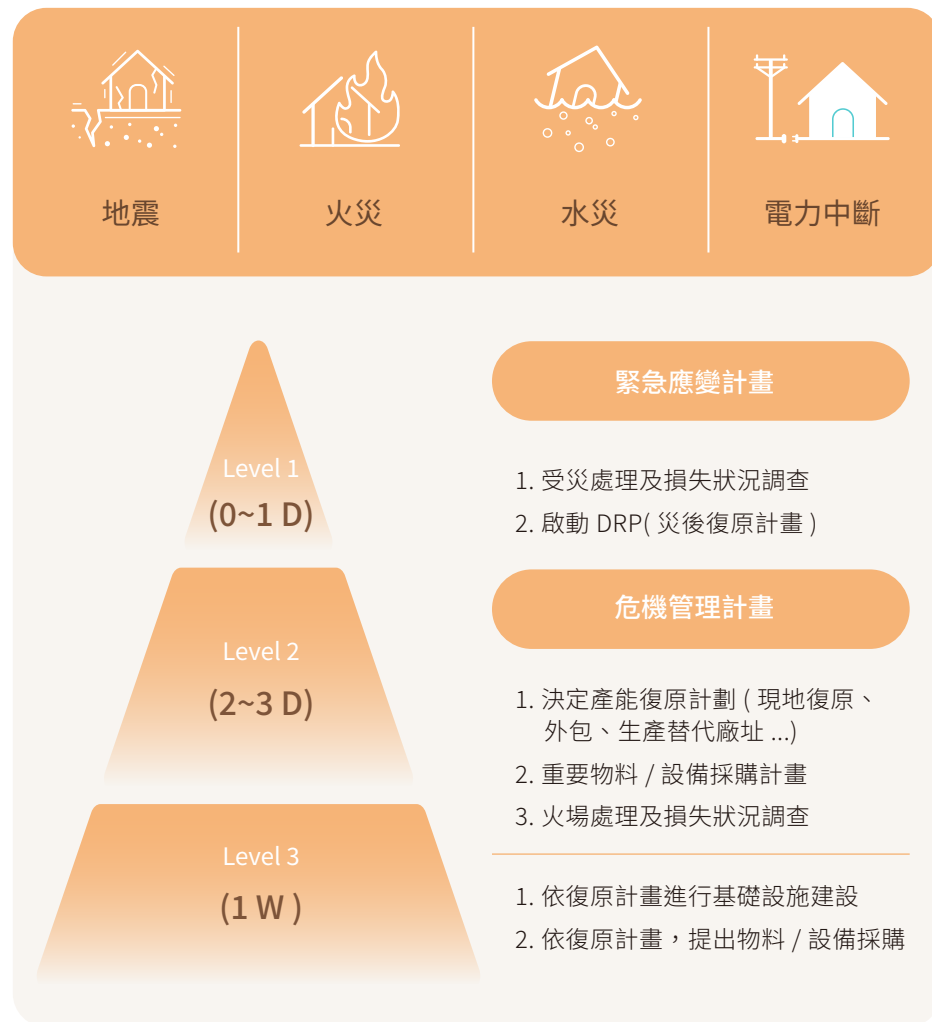 地震
火災
水災
電力中斷
Level 1
(0~1 D)
緊急應變計畫
1. 受災處理及損失狀況調查
2. 啟動 DRP( 災後復原計畫 )
Level 2
(2~3 D)
危機管理計畫
1. 決定產能復原計劃 ( 現地復原、
外包、生產替代廠址 ...)
2. 重要物料 / 設備採購計畫
3. 火場處理及損失狀況調查
Level 3
(1 W )
1. 依復原計畫進行基礎設施建設
2. 依復原計畫，提出物料 / 設備採購